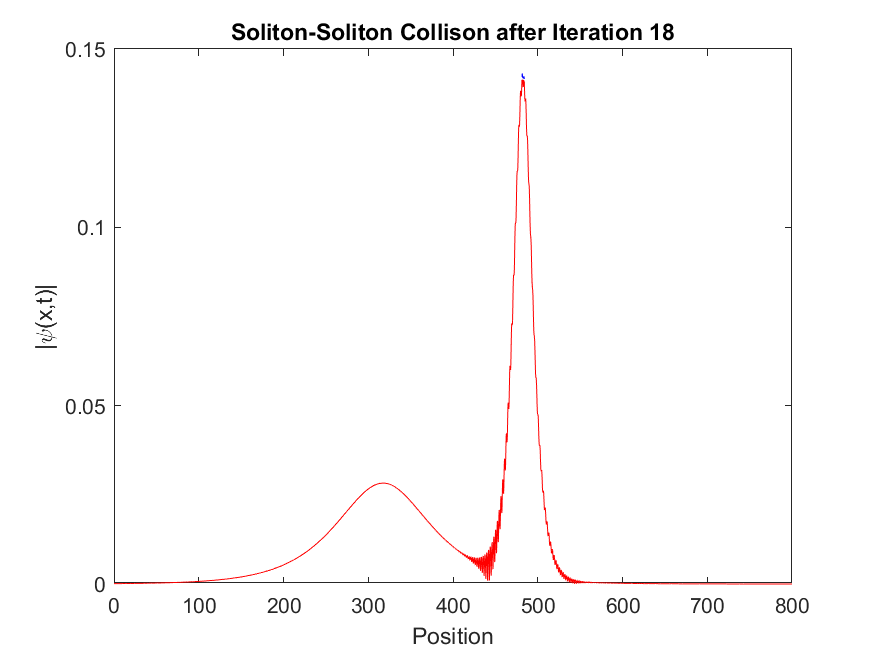 Soliton-Soliton Collison after Iteration 18
|ψ(x,t)|
0.15
0.1
0.05
0
0 100 200 300 400 500 600 700 800
Position